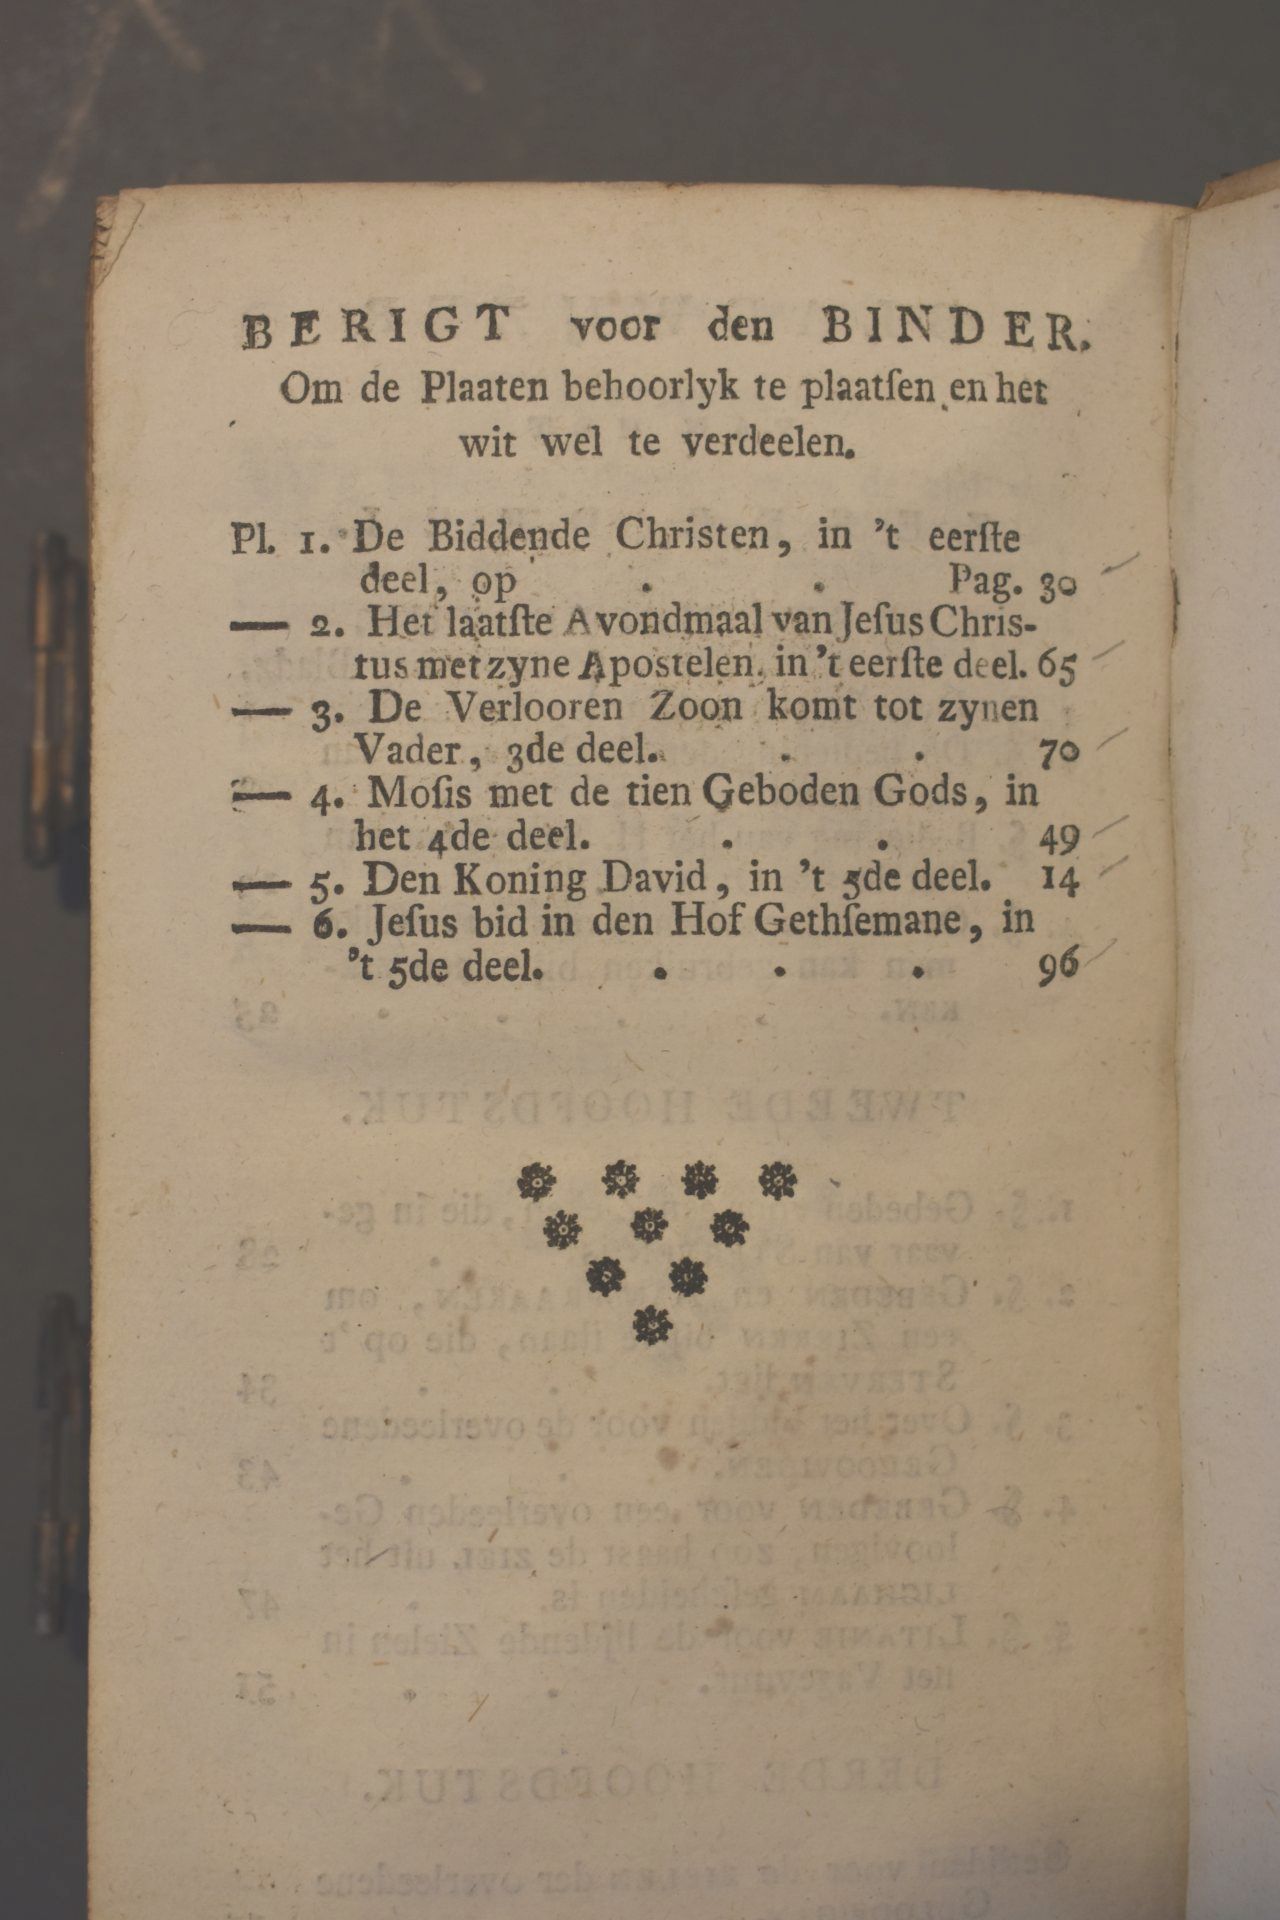 BERIGT voor den BINDER.
Om de Plaaten behoorlyk te plaatſen en het
wit wel te verdeelen.
Pl. 1. De Biddende Christen, in 't eerſte
deel, op . . Pag. 30
— 2. Het laatſte Avondmaal van Jeſus Chris-
tus met zyne Apostelen, in 't eerſte deel. 65
— 3. De Verlooren Zoon komt tot zynen
Vader, 3de deel. . . 70
— 4. Moſis met de tien Geboden Gods, in
het 4de deel. . . 49
— 5. Den Koning David, in 't 5de deel. 14
— 6. Jeſus bid in den Hof Gethſemane, in
't 5de deel. . . . 96